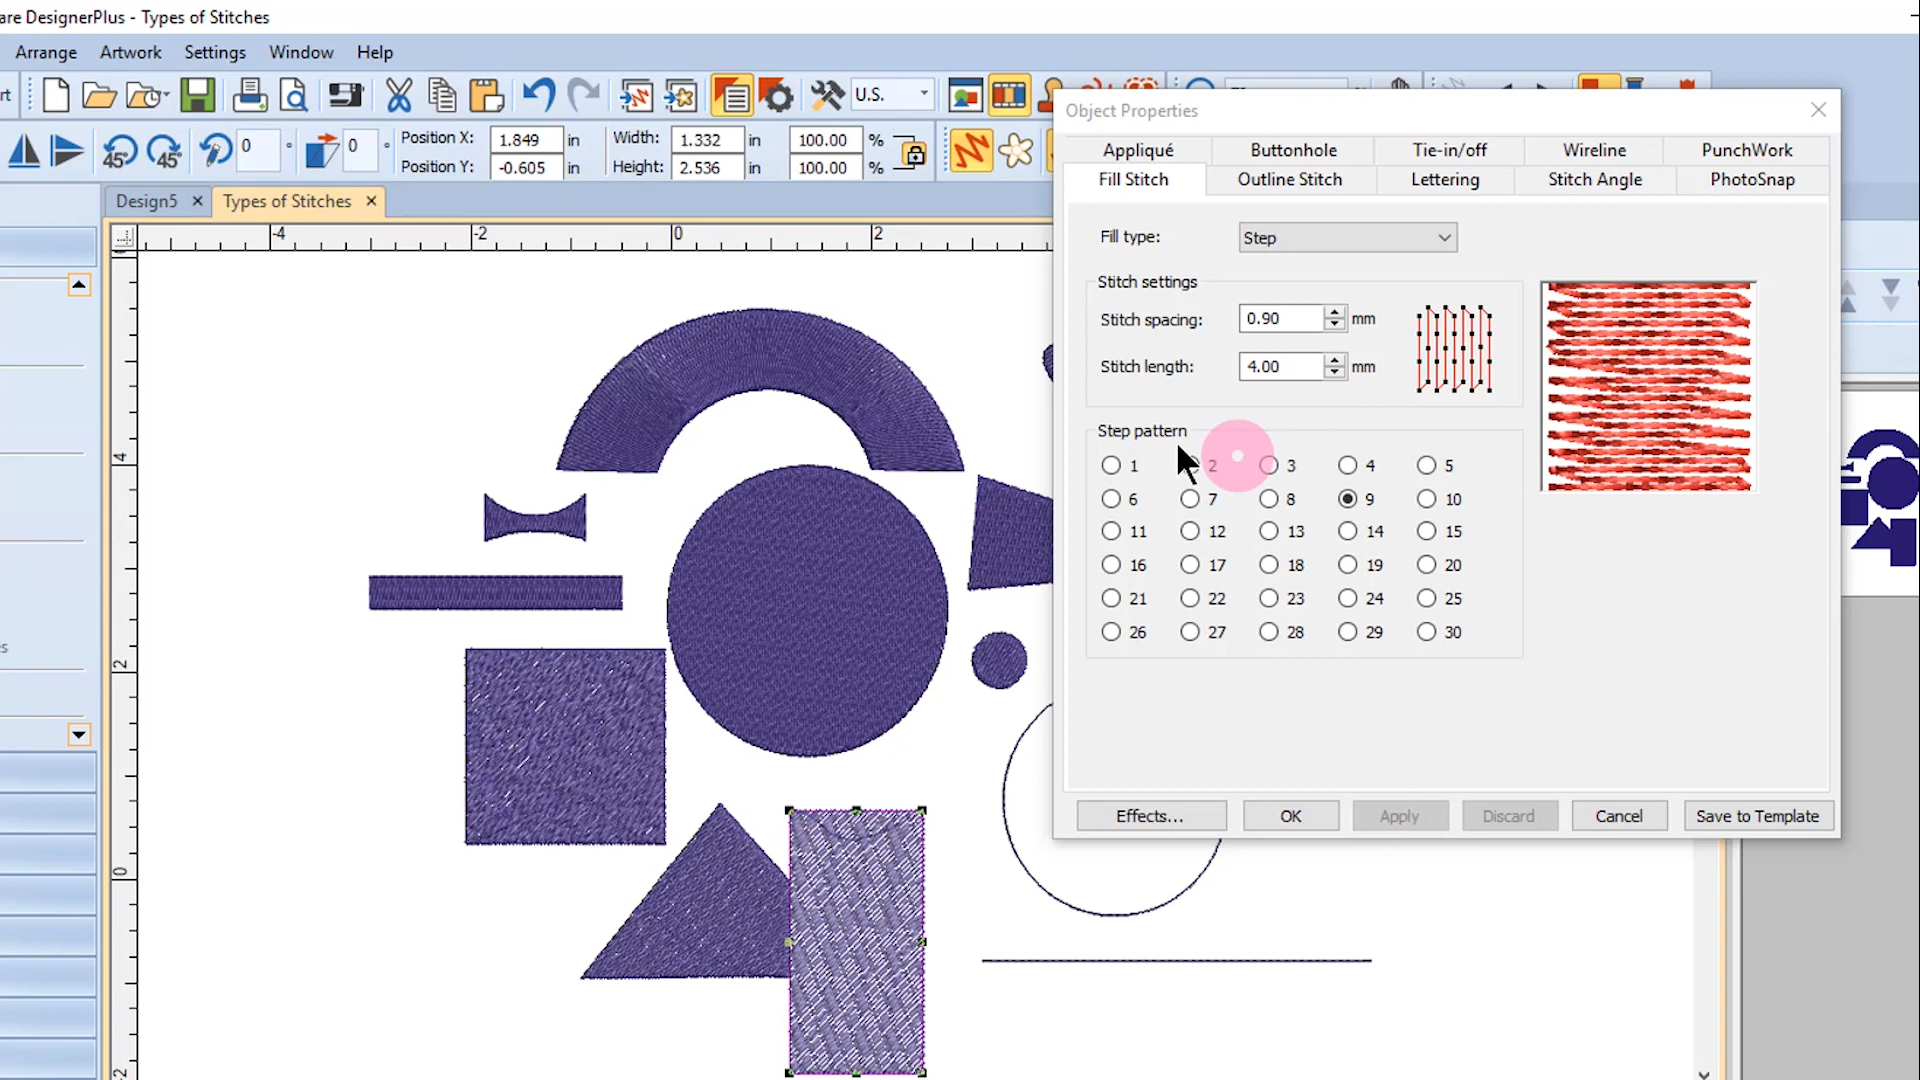 are DesignerPlus - Types of Stitches
Arrange Artwork Settings Window Help
rt U.S.
45° 45° 0 ° 0 ° Position X: 1.849 in Width: 1.332 in 100.00 %
Position Y: -0.605 in Height: 2.536 in 100.00 %
Design5 × Types of Stitches ×
-4 -2 0 2
4
2
0
-2
s
Object Properties
Appliqué Buttonhole Tie-in/off Wireline PunchWork
Fill Stitch Outline Stitch Lettering Stitch Angle PhotoSnap
Fill type: Step
Stitch settings
Stitch spacing: 0.90 mm
Stitch length: 4.00 mm
Step pattern
1 2 3 4 5
6 7 8 9 10
11 12 13 14 15
16 17 18 19 20
21 22 23 24 25
26 27 28 29 30
Effects... OK Apply Discard Cancel Save to Template